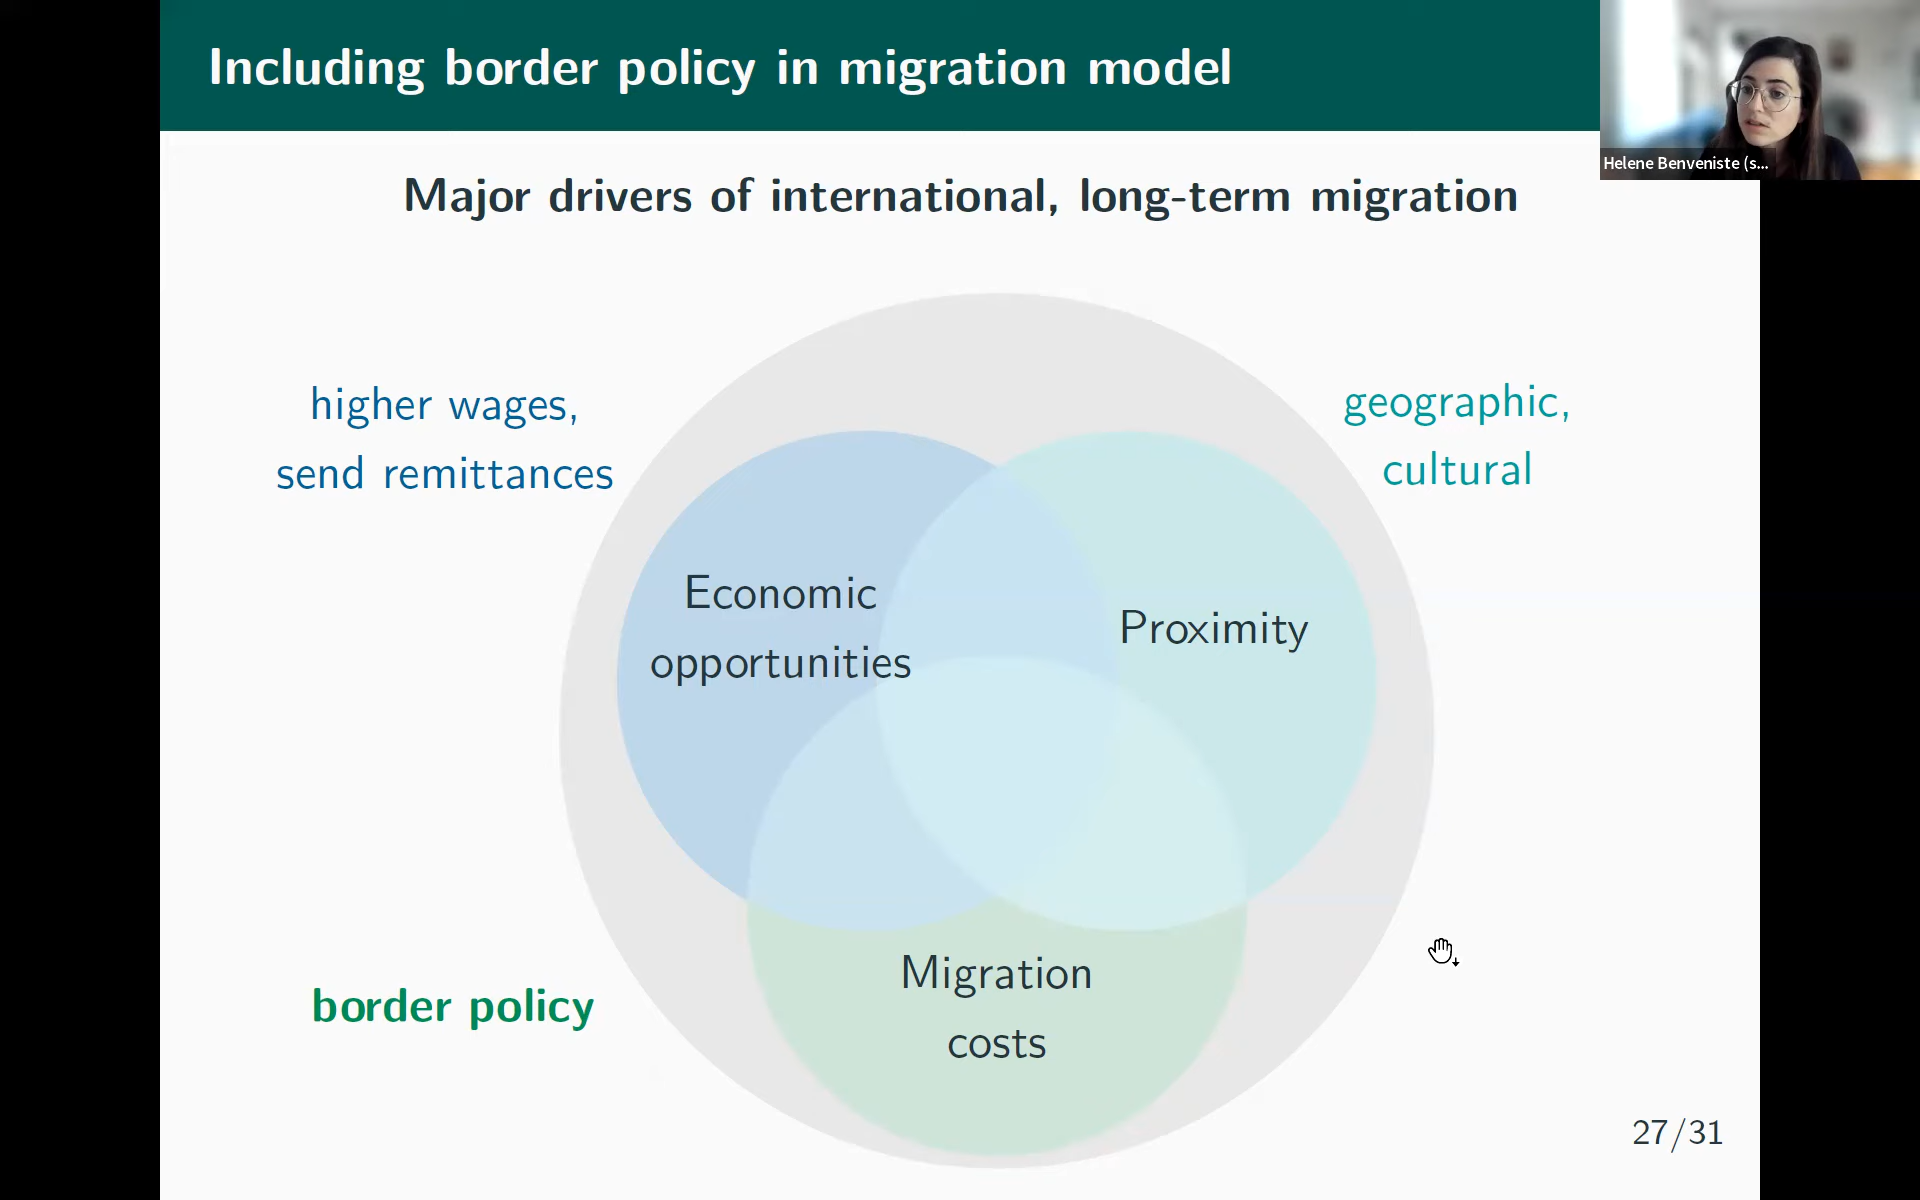 Including border policy in migration model
Helene Benveniste (s...
Major drivers of international, long-term migration
higher wages,
send remittances
geographic,
cultural
Economic
opportunities
Proximity
border policy
Migration
costs
27/31